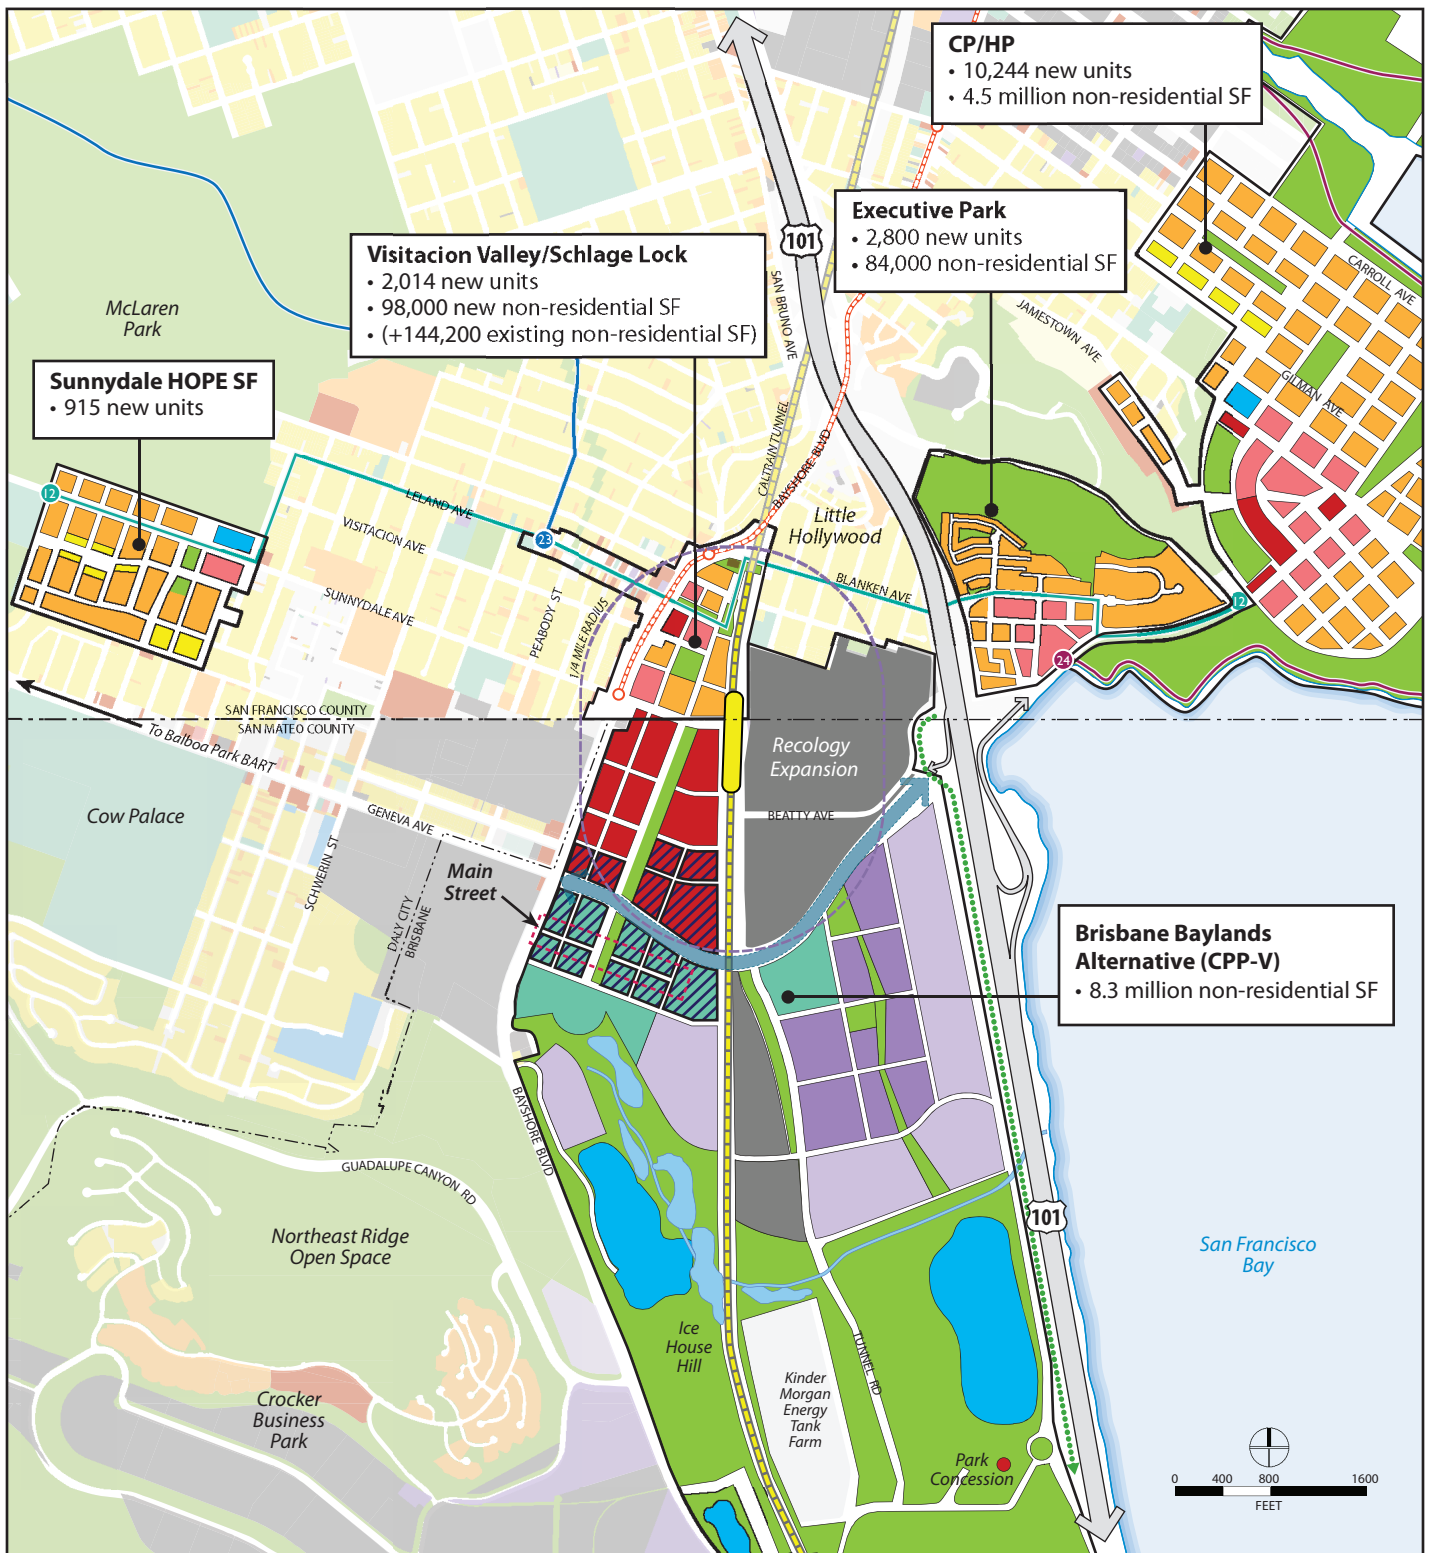 CP/HP
• 10,244 new units
• 4.5 million non-residential SF
Executive Park
• 2,800 new units
• 84,000 non-residential SF
Visitacion Valley/Schlage Lock
• 2,014 new units
• 98,000 new non-residential SF
• (+144,200 existing non-residential SF)
Sunnydale HOPE SF
• 915 new units
McLaren
Park
101
SAN BRUNO AVE
CALTRAIN TUNNEL
BAYSHORE BLVD
JAMESTOWN AVE
CARROLL AVE
GILMAN AVE
Little
Hollywood
12
LELAND AVE
VISITACION AVE
23
SUNNYDALE AVE
PEABODY ST
1/4 MILE RADIUS
BLANKEN AVE
12
24
SAN FRANCISCO COUNTY
SAN MATEO COUNTY
To Balboa Park BART
Recology
Expansion
BEATTY AVE
Cow Palace
GENEVA AVE
SCHWERIN ST
Main
Street
DALY CITY
BRISBANE
Brisbane Baylands
Alternative (CPP-V)
• 8.3 million non-residential SF
BAYSHORE BLVD
GUADALUPE CANYON RD
Northeast Ridge
Open Space
101
San Francisco
Bay
Ice
House
Hill
TUNNEL RD
Kinder
Morgan
Energy
Tank
Farm
Crocker
Business
Park
Park
Concession
0 400 800 1600
FEET